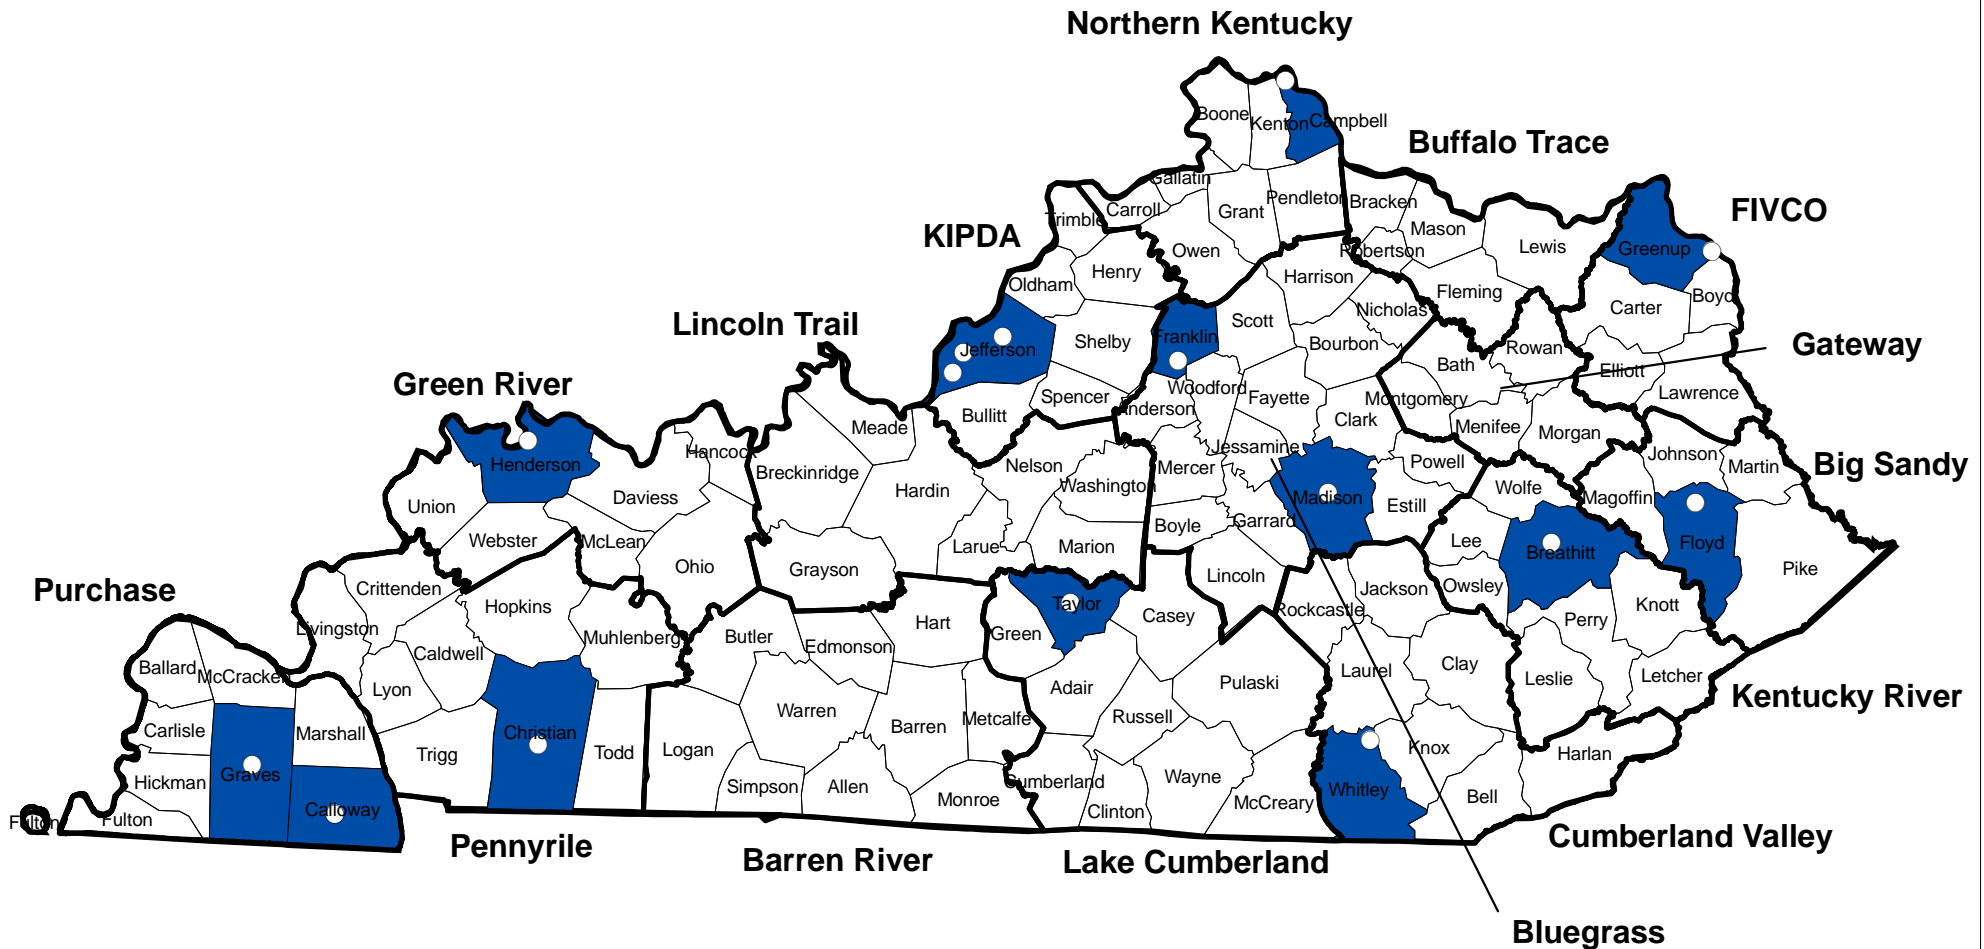 Northern Kentucky
Boone
Kenton
Campbell
Buffalo Trace
Gallatin
Pendleton
Carroll
Grant
Bracken
Trimble
Mason
FIVCO
KIPDA
Owen
Robertson
Lewis
Greenup
Henry
Oldham
Harrison
Fleming
Carter
Boyd
Nicholas
Lincoln Trail
Franklin
Scott
Jefferson
Shelby
Bourbon
Rowan
Gateway
Bath
Elliott
Green River
Woodford
Fayette
Spencer
Anderson
Montgomery
Lawrence
Bullitt
Clark
Meade
Menifee
Morgan
Hancock
Jessamine
Johnson
Henderson
Breckinridge
Nelson
Mercer
Powell
Martin
Big Sandy
Daviess
Hardin
Washington
Madison
Wolfe
Magoffin
Union
Estill
Boyle
Garrard
Webster
McLean
Larue
Marion
Lee
Breathitt
Floyd
Ohio
Grayson
Lincoln
Pike
Purchase
Crittenden
Jackson
Owsley
Hopkins
Taylor
Casey
Rockcastle
Knott
Livingston
Muhlenberg
Butler
Hart
Green
Perry
Caldwell
Edmonson
Ballard
McCracken
Lyon
Adair
Pulaski
Laurel
Clay
Leslie
Letcher
Kentucky River
Carlisle
Marshall
Christian
Warren
Barren
Metcalfe
Russell
Trigg
Todd
Logan
Knox
Harlan
Hickman
Graves
Simpson
Allen
Cumberland
Wayne
Whitley
Calloway
Monroe
Clinton
McCreary
Bell
Fulton
Fulton
Pennyrile
Barren River
Lake Cumberland
Cumberland Valley
Bluegrass